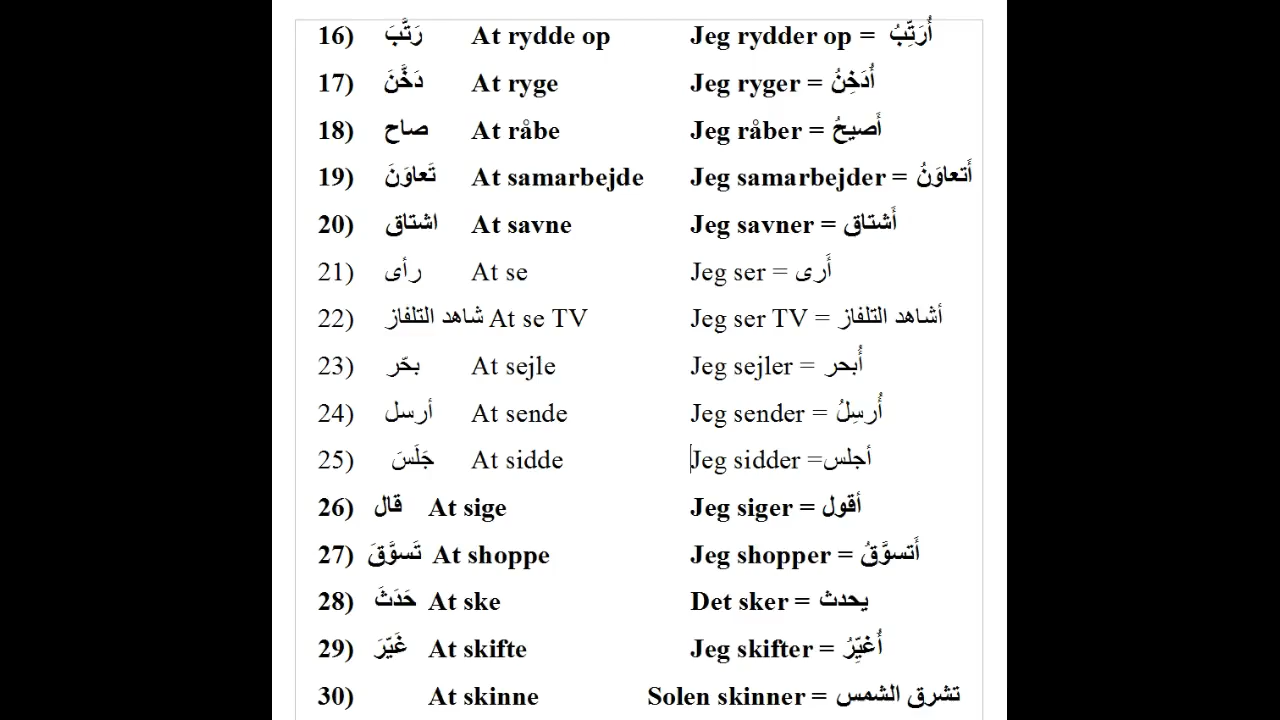 16) رَتَّبَ At rydde op Jeg rydder op = أُرَتِّبُ
17) دَخَّنَ At ryge Jeg ryger = أُدَخِنُ
18) صاح At råbe Jeg råber = أَصيحُ
19) تَعاوَنَ At samarbejde Jeg samarbejder = أَتعاوَنُ
20) اشتاق At savne Jeg savner = أَشتاق
21) رأى At se Jeg ser = أَرى
22) شاهد التلفاز At se TV Jeg ser TV = أشاهد التلفاز
23) بحّر At sejle Jeg sejler = أُبحر
24) أرسل At sende Jeg sender = أُرسِلُ
25) جَلَسَ At sidde Jeg sidder =أجلس
26) قال At sige Jeg siger = أقول
27) تَسوَّقَ At shoppe Jeg shopper = أَتسوَّقُ
28) حَدَثَ At ske Det sker = يحدث
29) غَيّرَ At skifte Jeg skifter = أُغيِّرُ
30) At skinne Solen skinner = تشرق الشمس